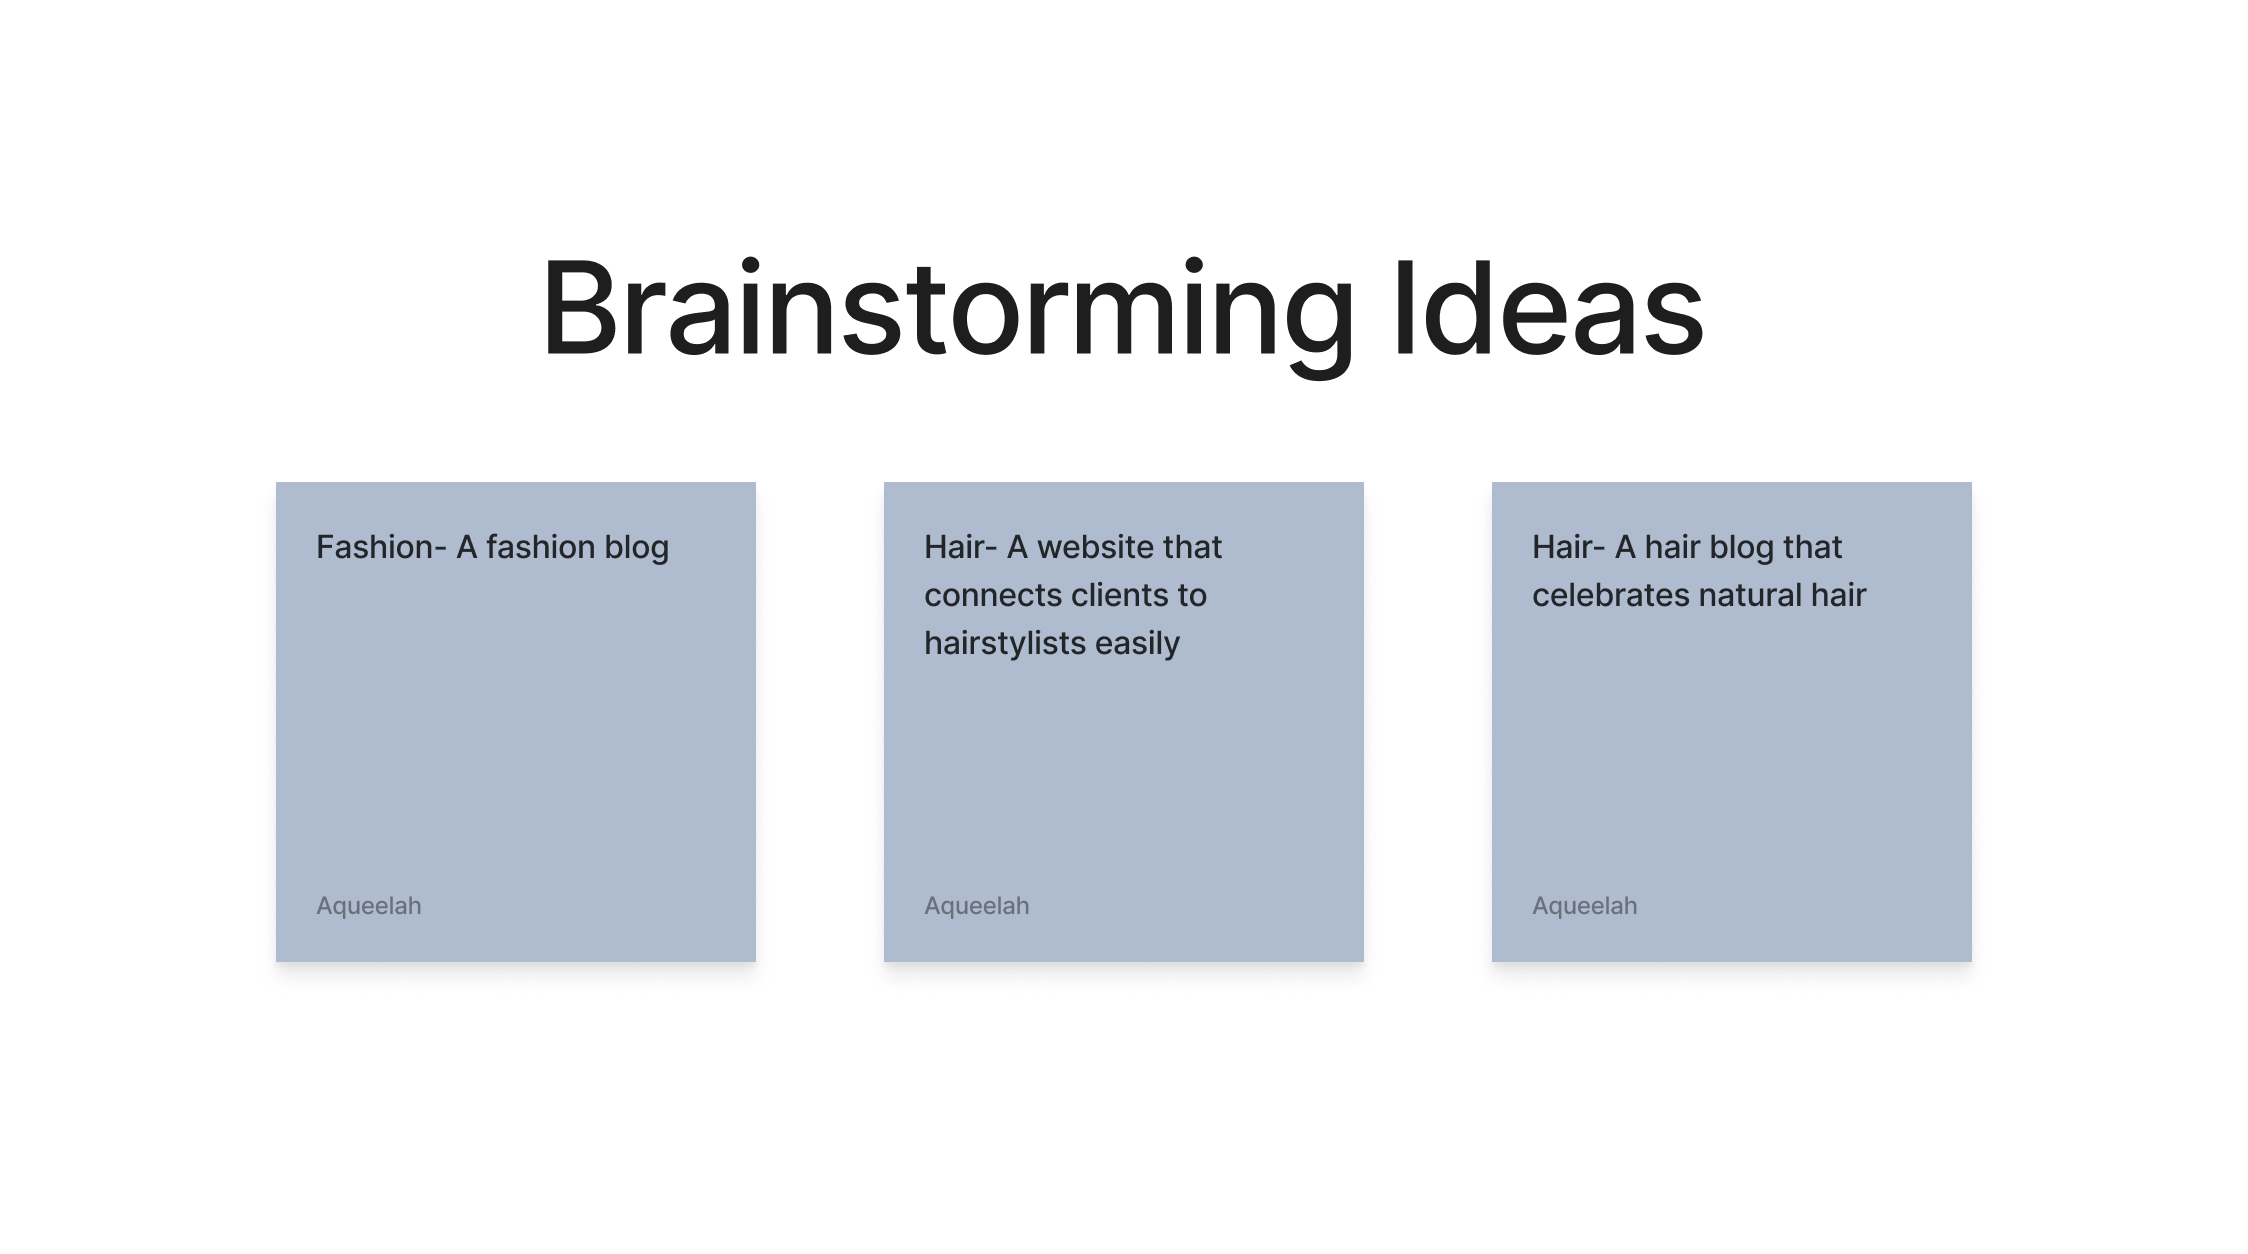 Brainstorming Ideas
Fashion- A fashion blog
Aqueelah
Hair- A website that
connects clients to
hairstylists easily
Aqueelah
Hair- A hair blog that
celebrates natural hair
Aqueelah